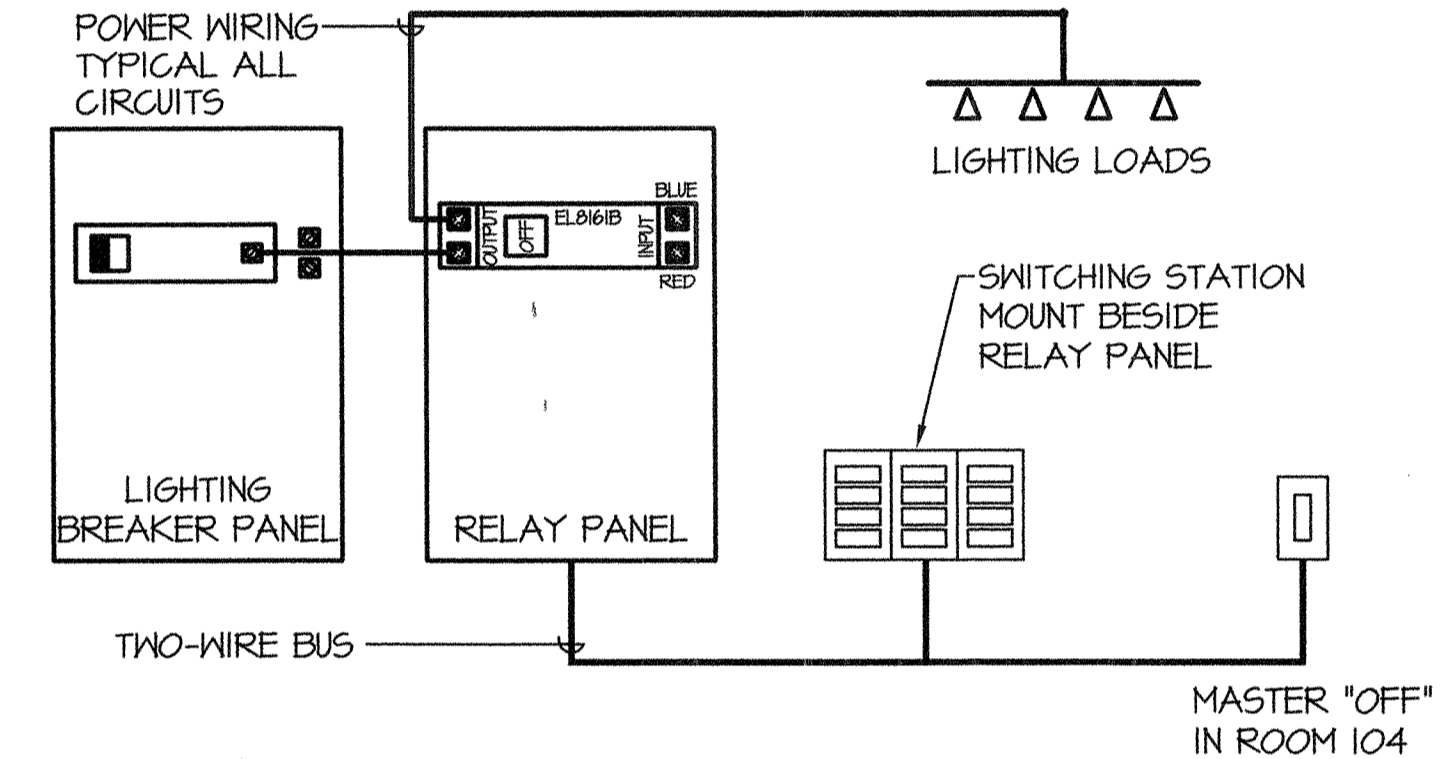 POWER WIRING
TYPICAL ALL
CIRCUITS
LIGHTING LOADS
BLUE
OUTPUT
OFF
EL8161B
INPUT
RED
SWITCHING STATION
MOUNT BESIDE
RELAY PANEL
LIGHTING
BREAKER PANEL
RELAY PANEL
TWO-WIRE BUS
MASTER "OFF"
IN ROOM 104